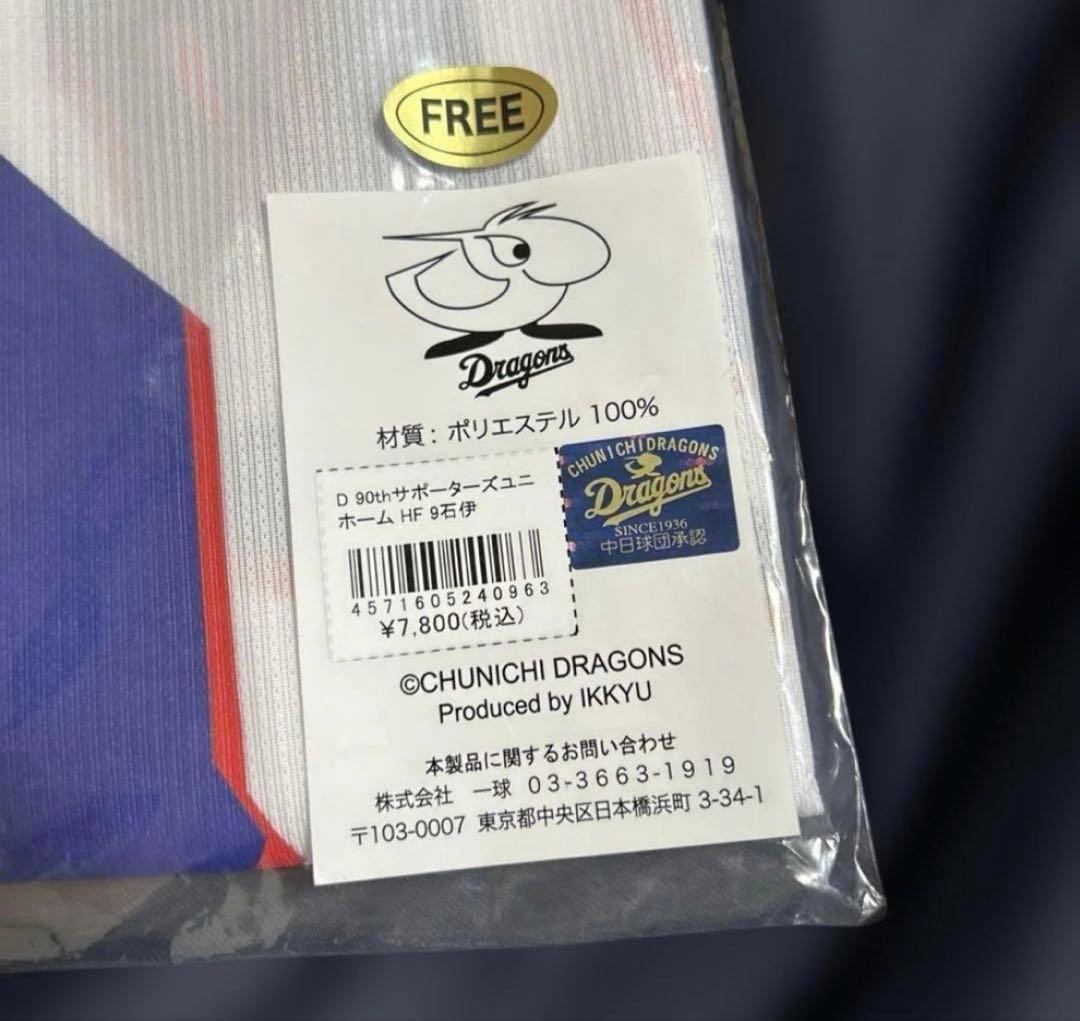 FREE
Dragons
材質: ポリエステル 100%
D 90thサポーターズユニ
ホーム HF 9石伊
4571605240963
¥7,800(税込)
CHUNICHIDRAGONS
Dragons
SINCE1936
中日球団承認
©CHUNICHI DRAGONS
Produced by IKKYU
本製品に関するお問い合わせ
株式会社 一球 03-3663-1919
〒103-0007 東京都中央区日本橋浜町 3-34-1